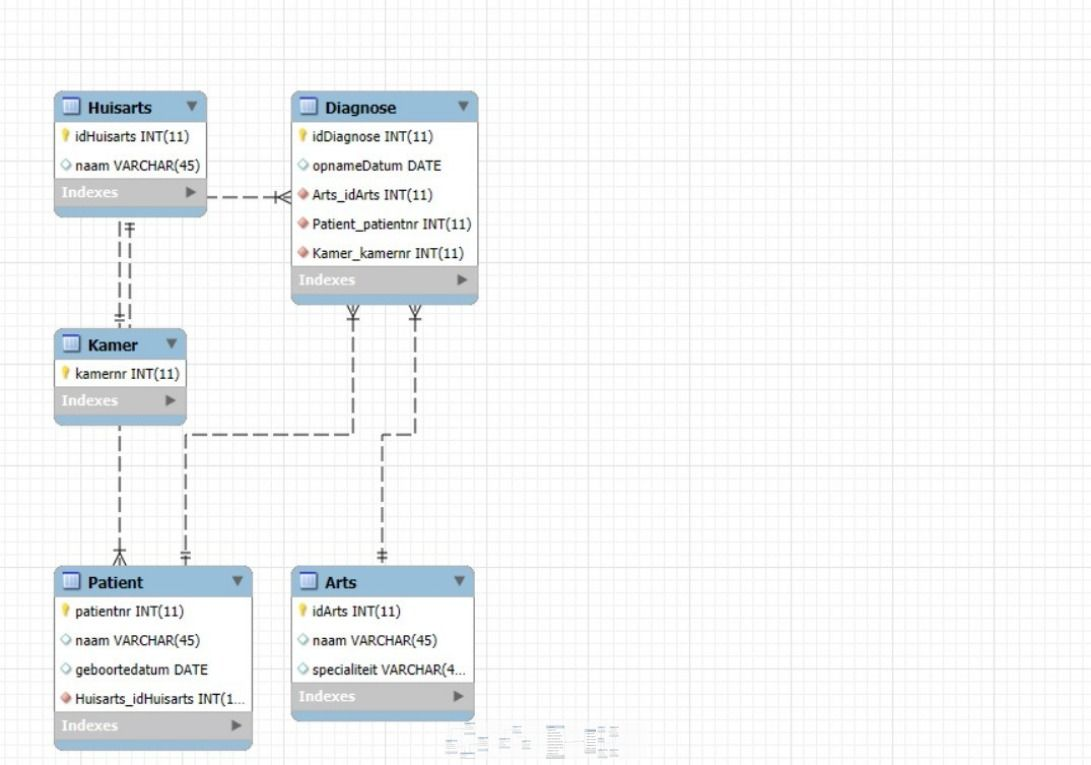 Huisarts
idHuisarts INT(11)
naam VARCHAR(45)
Indexes
Diagnose
idDiagnose INT(11)
opnameDatum DATE
Arts_idArts INT(11)
Patient_patientnr INT(11)
Kamer_kamernr INT(11)
Indexes
Kamer
kamernr INT(11)
Indexes
Patient
patientnr INT(11)
naam VARCHAR(45)
geboortedatum DATE
Huisarts_idHuisarts INT(1...
Indexes
Arts
idArts INT(11)
naam VARCHAR(45)
specialiteit VARCHAR(4...
Indexes